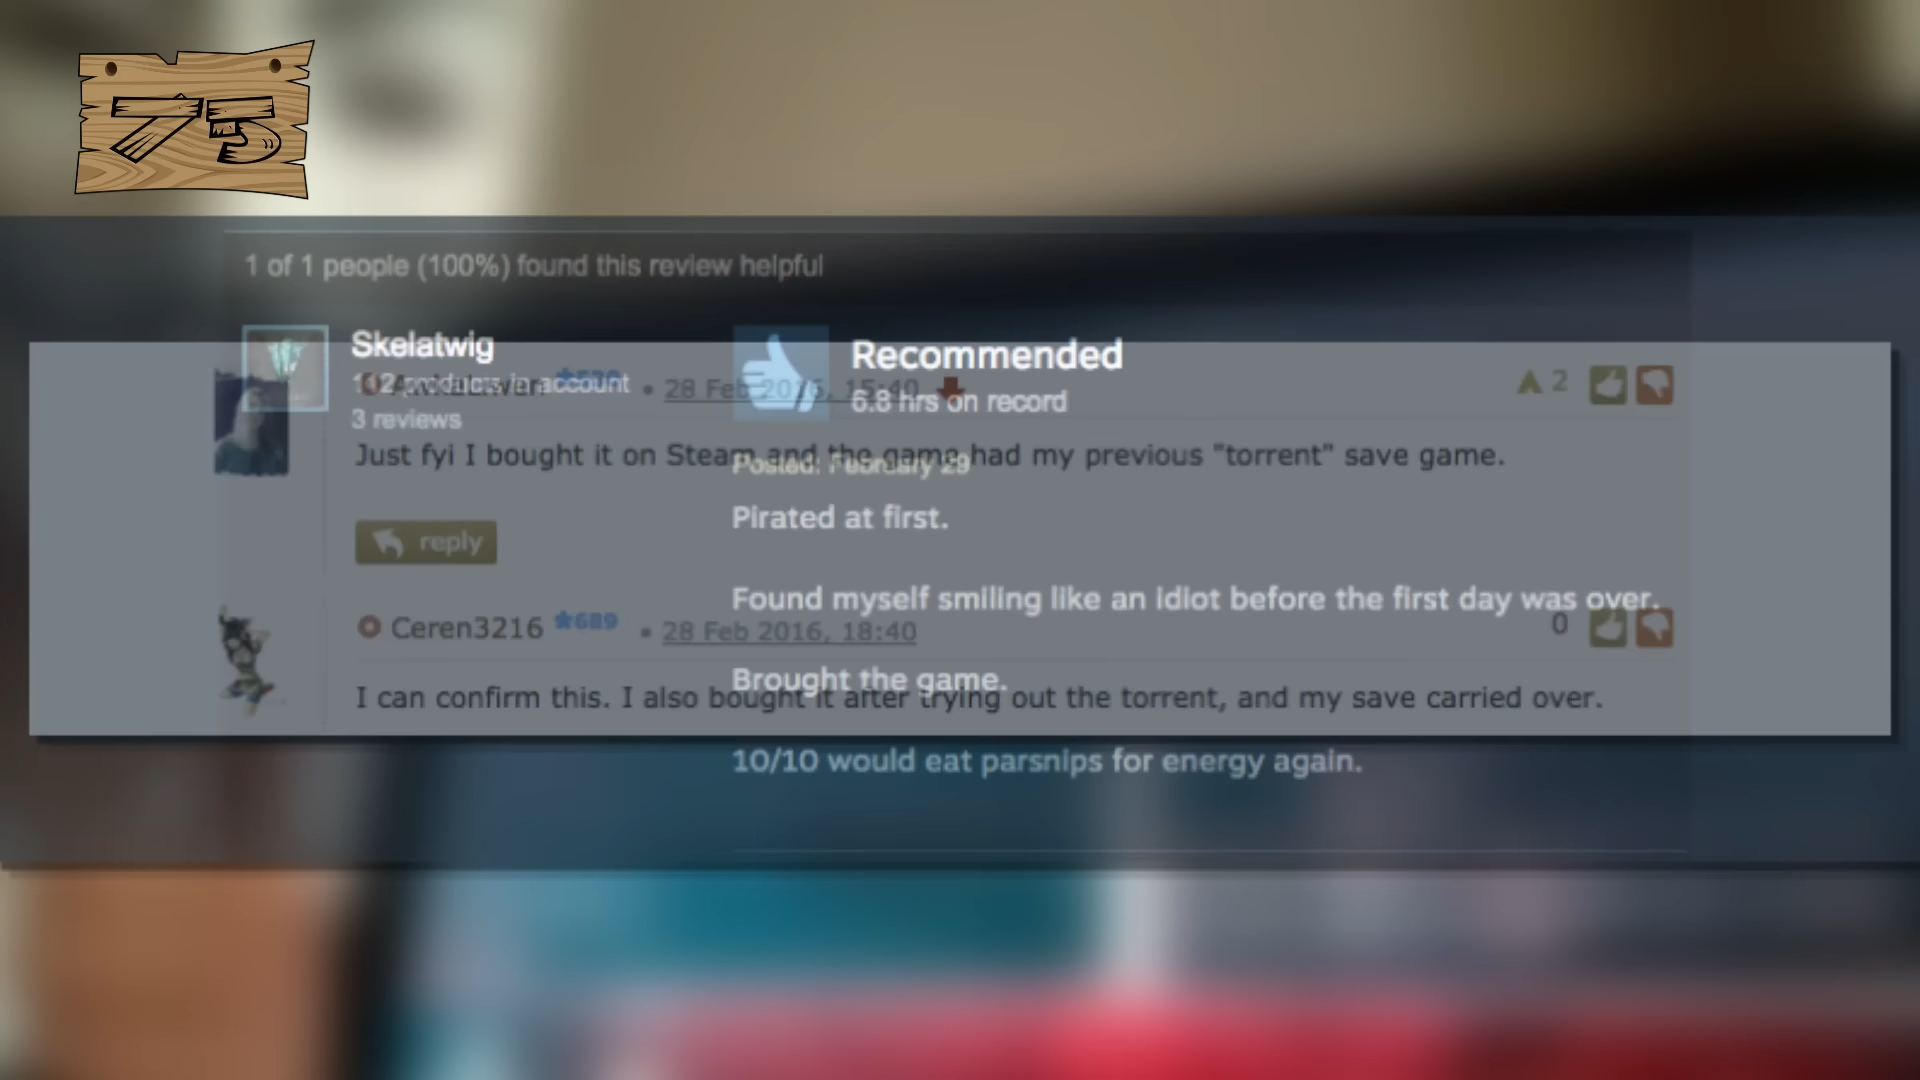 75
1 of 1 people (100%) found this review helpful
Skelatwig
Recommended
112 products in account
28 Feb 2016, 15:40
2
6.8 hrs on record
3 reviews
Just fyi I bought it on Steam and the game had my previous "torrent" save game.
Posted: February 29
Pirated at first.
reply
Found myself smiling like an idiot before the first day was over.
Ceren3216 689 • 28 Feb 2016, 18:40
0
Brought the game.
I can confirm this. I also bought it after trying out the torrent, and my save carried over.
10/10 would eat parsnips for energy again.